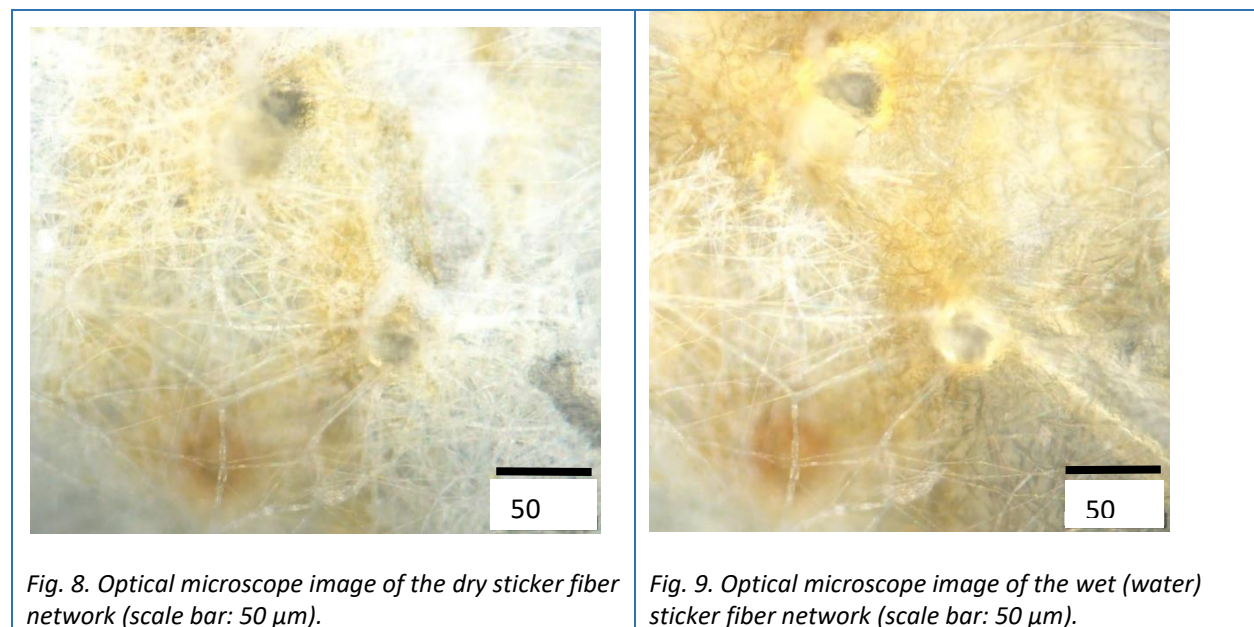 50
50
Fig. 8. Optical microscope image of the dry sticker fiber
network (scale bar: 50 μm).
Fig. 9. Optical microscope image of the wet (water)
sticker fiber network (scale bar: 50 μm).